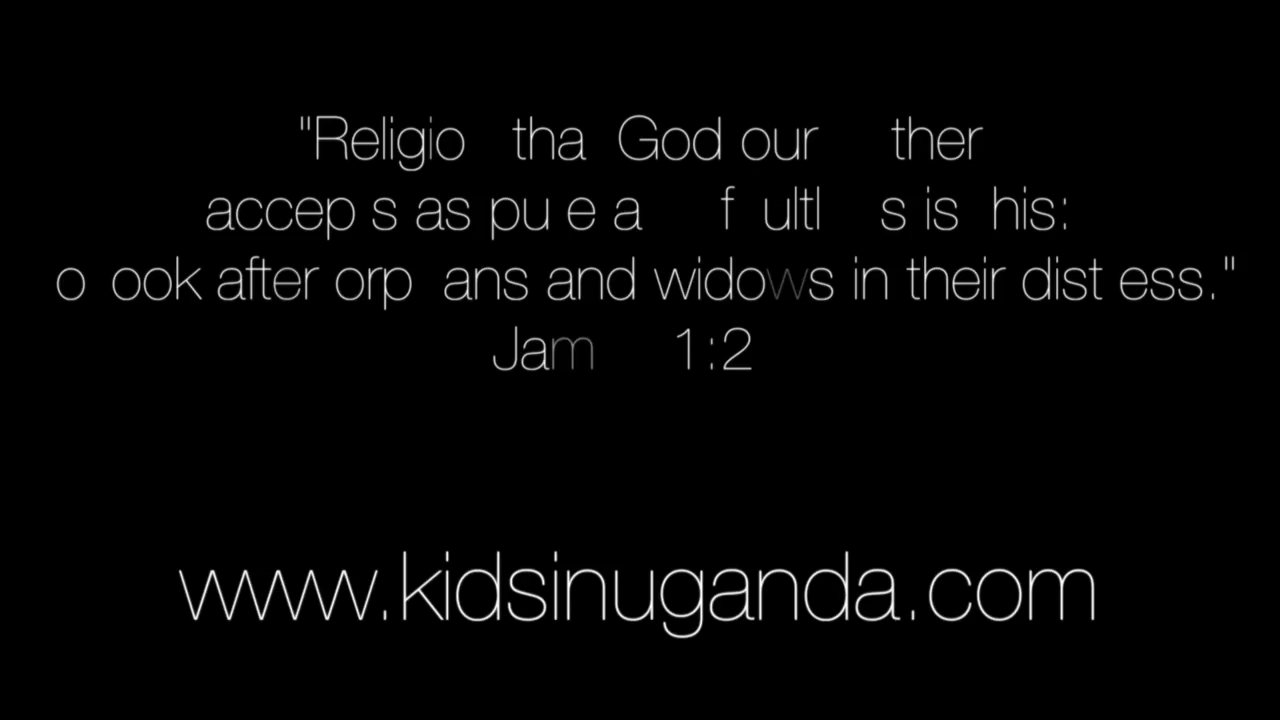 "Religio tha God our ther
accep s as pu e a f ultl s is his:
o ook after orp ans and widows in their dist ess."
Jam 1:2
www.kidsinuganda.com